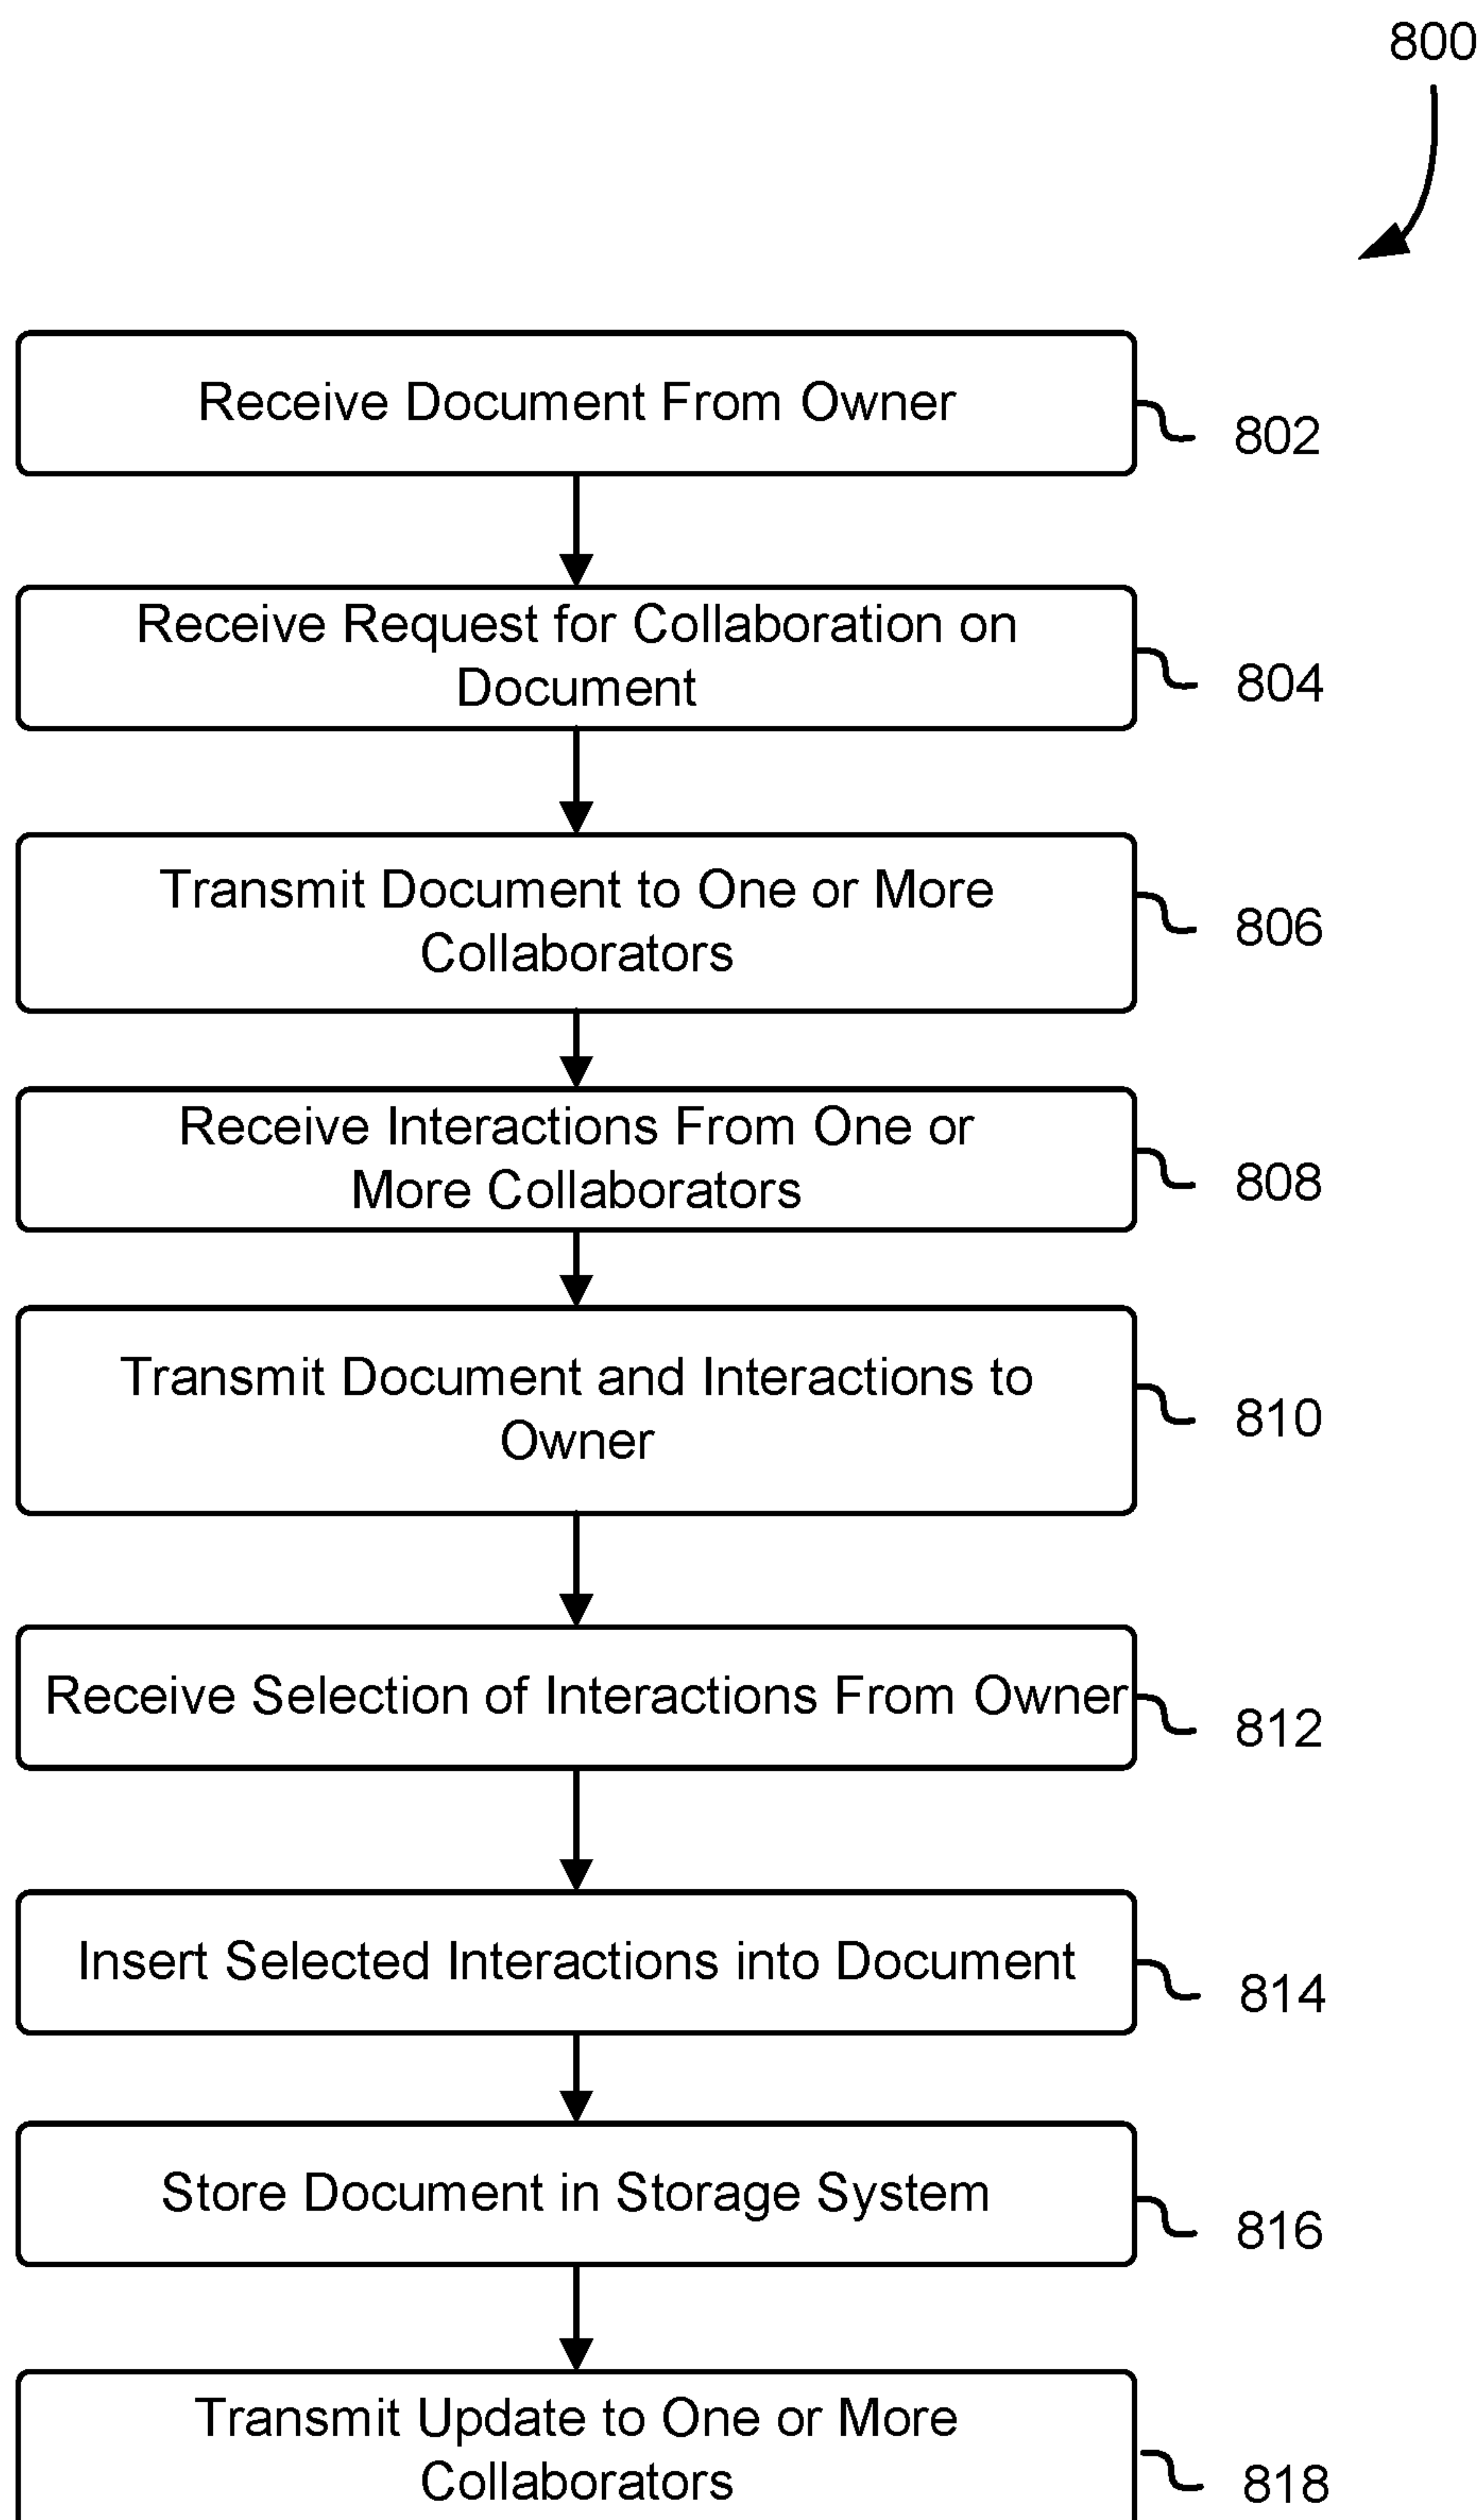 800
Receive Document From Owner
802
Receive Request for Collaboration on
Document
804
Transmit Document to One or More
Collaborators
806
Receive Interactions From One or
More Collaborators
808
Transmit Document and Interactions to
Owner
810
Receive Selection of Interactions From Owner
812
Insert Selected Interactions into Document
814
Store Document in Storage System
816
Transmit Update to One or More
Collaborators
818